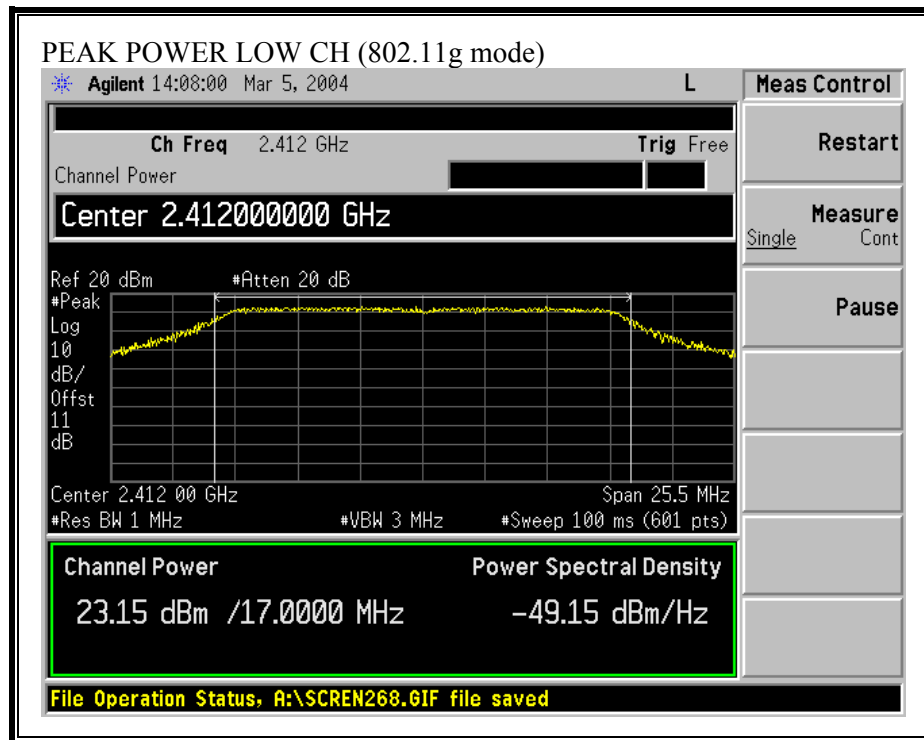 PEAK POWER LOW CH (802.11g mode)
Agilent 14:08:00 Mar 5, 2004 L
Meas Control
Ch Freq 2.412 GHz Trig Free
Channel Power
Center 2.412000000 GHz
Ref 20 dBm #Atten 20 dB
#Peak
Log
10
dB/
Offst
11
dB
Center 2.412 00 GHz Span 25.5 MHz
#Res BW 1 MHz #VBW 3 MHz #Sweep 100 ms (601 pts)
Channel Power Power Spectral Density
23.15 dBm /17.0000 MHz -49.15 dBm/Hz
File Operation Status, A:\SCREN268.GIF file saved
Restart
Measure
Single Cont
Pause